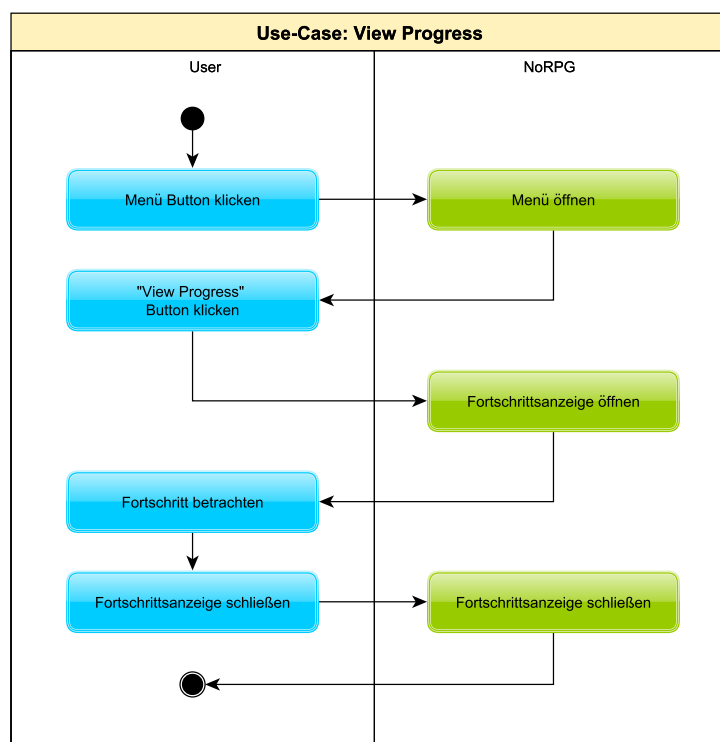 Use-Case: View Progress
User
NoRPG
Menü Button klicken
Menü öffnen
"View Progress"
Button klicken
Fortschrittsanzeige öffnen
Fortschritt betrachten
Fortschrittsanzeige schließen
Fortschrittsanzeige schließen